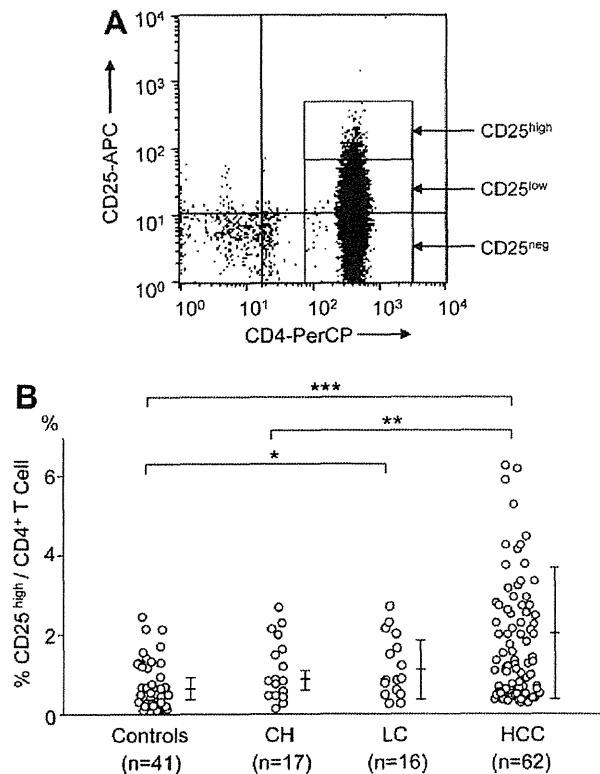 A
CD25-APC
10⁴
10³
10²
10¹
10⁰
10⁰ 10¹ 10² 10³ 10⁴
CD4-PerCP
CD25ʰⁱᵍʰ
CD25ˡᵒʷ
CD25ⁿᵉᵍ
B
%
% CD25 ʰⁱᵍʰ / CD4⁺ T Cell
6
4
2
0
***
**
*
Controls CH LC HCC
(n=41) (n=17) (n=16) (n=62)